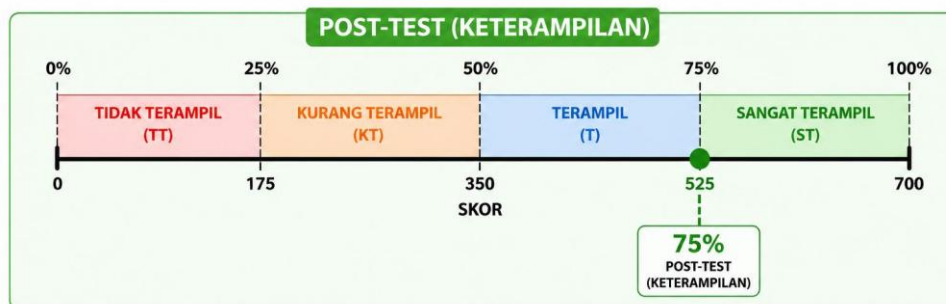 POST-TEST (KETERAMPILAN)
0% 25% 50% 75% 100%
TIDAK TERAMPIL
(TT)
KURANG TERAMPIL
(KT)
TERAMPIL
(T)
SANGAT TERAMPIL
(ST)
0 175 350 525 700
SKOR
75%
POST-TEST
(KETERAMPILAN)